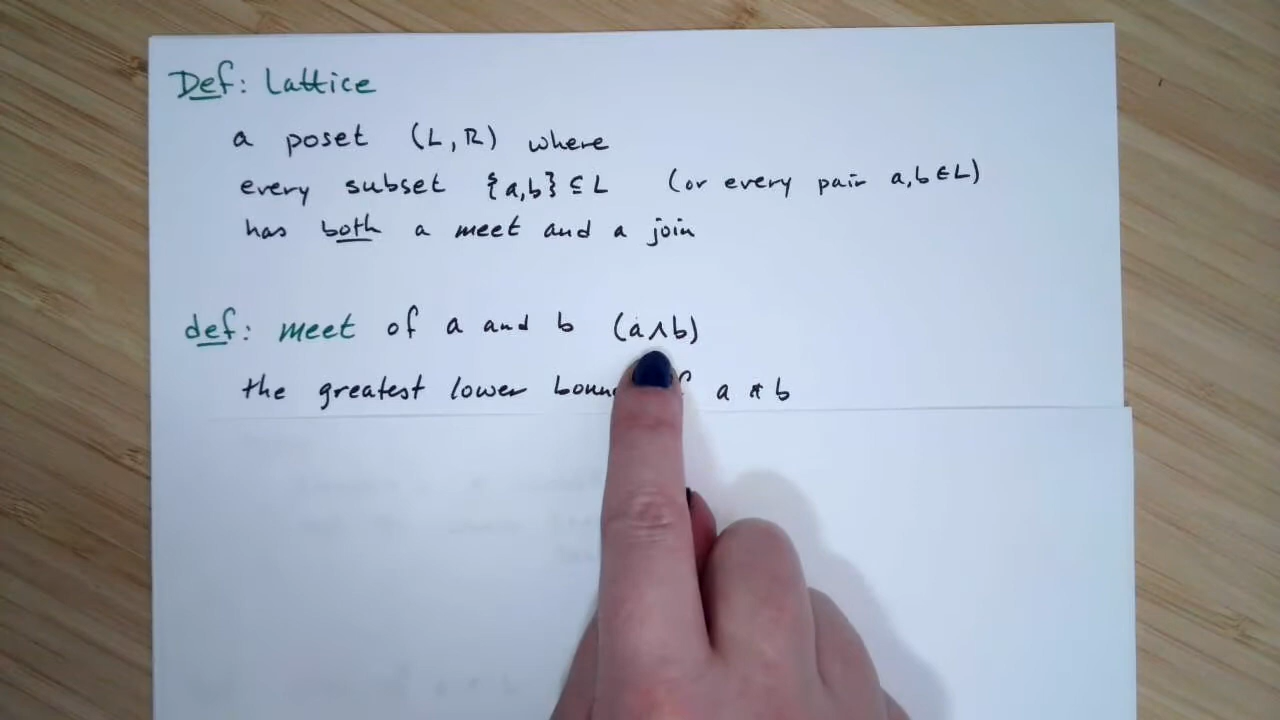 Def: Lattice
a poset (L,R) where
every subset {a,b} ⊆ L (or every pair a,b ∈ L)
has both a meet and a join
def: meet of a and b (a∧b)
the greatest lower a & b